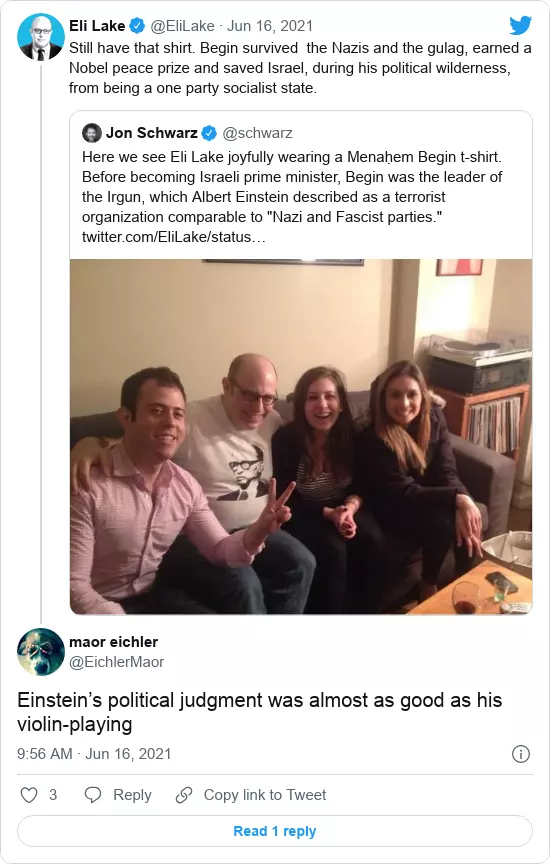 Eli Lake @EliLake · Jun 16, 2021
Still have that shirt. Begin survived  the Nazis and the gulag, earned a
Nobel peace prize and saved Israel, during his political wilderness,
from being a one party socialist state.
Jon Schwarz @schwarz
Here we see Eli Lake joyfully wearing a Menaḥem Begin t-shirt.
Before becoming Israeli prime minister, Begin was the leader of
the Irgun, which Albert Einstein described as a terrorist
organization comparable to "Nazi and Fascist parties."
twitter.com/EliLake/status…
maor eichler
@EichlerMaor
Einstein’s political judgment was almost as good as his
violin-playing
9:56 AM · Jun 16, 2021
3 Reply Copy link to Tweet
Read 1 reply